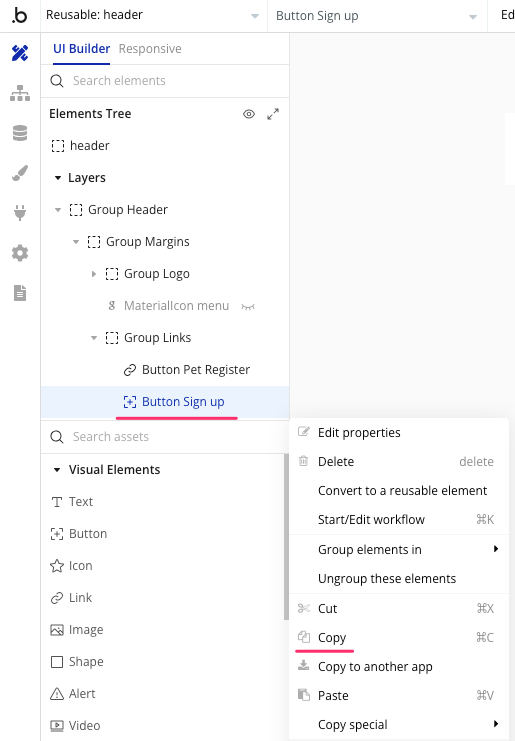 .b
Reusable: header
Button Sign up
Ed
UI Builder
Responsive
Search elements
Elements Tree
header
Layers
Group Header
Group Margins
Group Logo
MaterialIcon menu
Group Links
Button Pet Register
Button Sign up
Search assets
Visual Elements
Text
Button
Icon
Link
Image
Shape
Alert
Video
Edit properties
Delete delete
Convert to a reusable element
Start/Edit workflow ⌘K
Group elements in
Ungroup these elements
Cut ⌘X
Copy ⌘C
Copy to another app
Paste ⌘V
Copy special